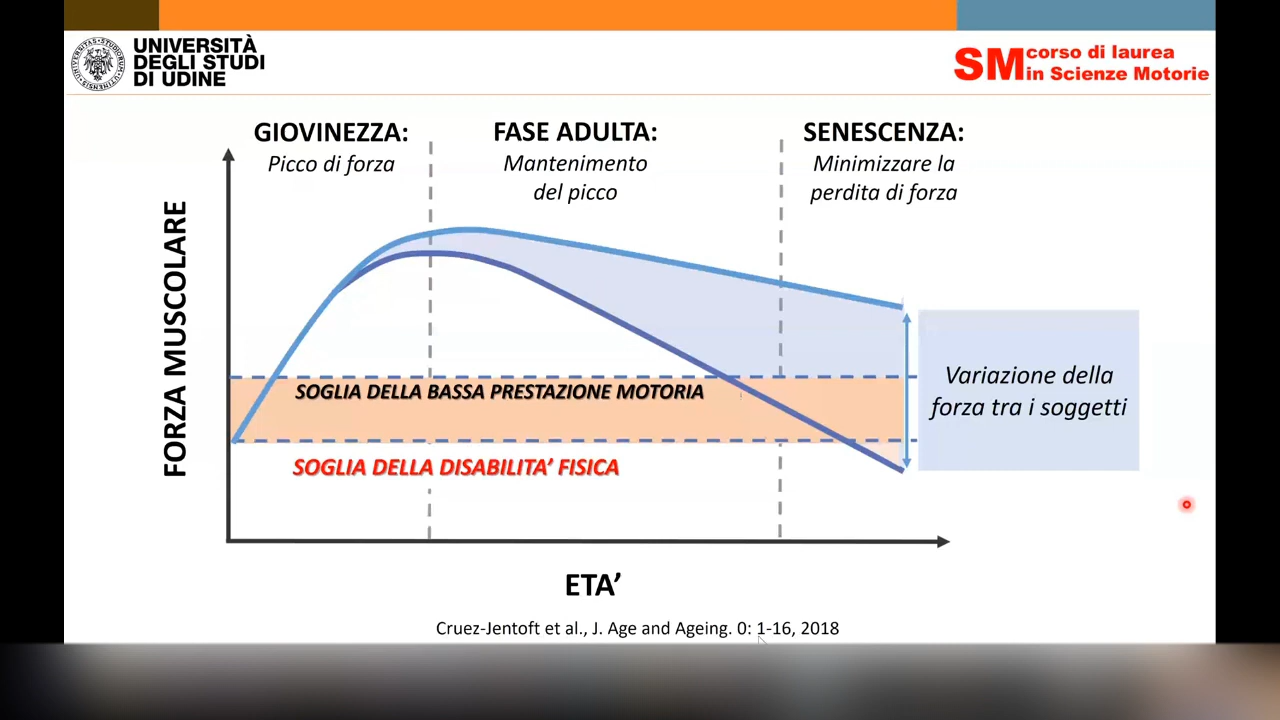 UNIVERSITÀ
DEGLI STUDI
DI UDINE
SM corso di laurea
in Scienze Motorie
GIOVINEZZA:
Picco di forza
FASE ADULTA:
Mantenimento
del picco
SENESCENZA:
Minimizzare la
perdita di forza
FORZA MUSCOLARE
SOGLIA DELLA BASSA PRESTAZIONE MOTORIA
SOGLIA DELLA DISABILITA’ FISICA
Variazione della
forza tra i soggetti
ETA’
Cruez-Jentoft et al., J. Age and Ageing. 0: 1-16, 2018